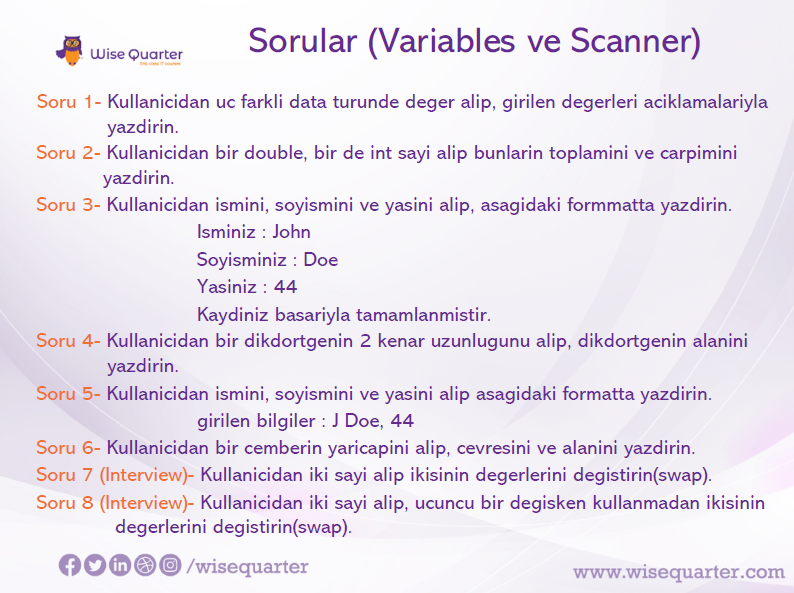 Wise Quarter
first class IT courses
Sorular (Variables ve Scanner)
Soru 1- Kullanicidan uc farkli data turunde deger alip, girilen degerleri aciklamalariyla
yazdirin.
Soru 2- Kullanicidan bir double, bir de int sayi alip bunlarin toplamini ve carpimini
yazdirin.
Soru 3- Kullanicidan ismini, soyismini ve yasini alip, asagidaki formmatta yazdirin.
Isminiz : John
Soyisminiz : Doe
Yasiniz : 44
Kaydiniz basariyla tamamlanmistir.
Soru 4- Kullanicidan bir dikdortgenin 2 kenar uzunlugunu alip, dikdortgenin alanini
yazdirin.
Soru 5- Kullanicidan ismini, soyismini ve yasini alip asagidaki formatta yazdirin.
girilen bilgiler : J Doe, 44
Soru 6- Kullanicidan bir cemberin yaricapini alip, cevresini ve alanini yazdirin.
Soru 7 (Interview)- Kullanicidan iki sayi alip ikisinin degerlerini degistirin(swap).
Soru 8 (Interview)- Kullanicidan iki sayi alip, ucuncu bir degisken kullanmadan ikisinin
degerlerini degistirin(swap).
/wisequarter
www.wisequarter.com